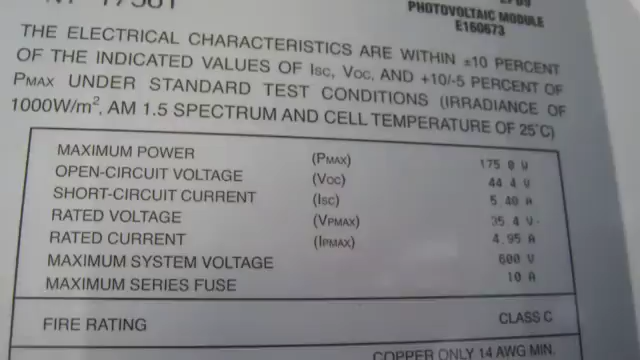 PHOTOVOLTAIC MODULE
E160673
THE ELECTRICAL CHARACTERISTICS ARE WITHIN ±10 PERCENT
OF THE INDICATED VALUES OF Isc, Voc, AND +10/-5 PERCENT OF
PMAX UNDER STANDARD TEST CONDITIONS (IRRADIANCE OF
1000W/m², AM 1.5 SPECTRUM AND CELL TEMPERATURE OF 25°C)
MAXIMUM POWER (PMAX) 175.0 W
OPEN-CIRCUIT VOLTAGE (VOC) 44.4 V
SHORT-CIRCUIT CURRENT (Isc) 5.40 A
RATED VOLTAGE (VPMAX) 35.4 V
RATED CURRENT (IPMAX) 4.95 A
MAXIMUM SYSTEM VOLTAGE 600 V
MAXIMUM SERIES FUSE 10 A
FIRE RATING CLASS C
COPPER ONLY 14 AWG MIN.